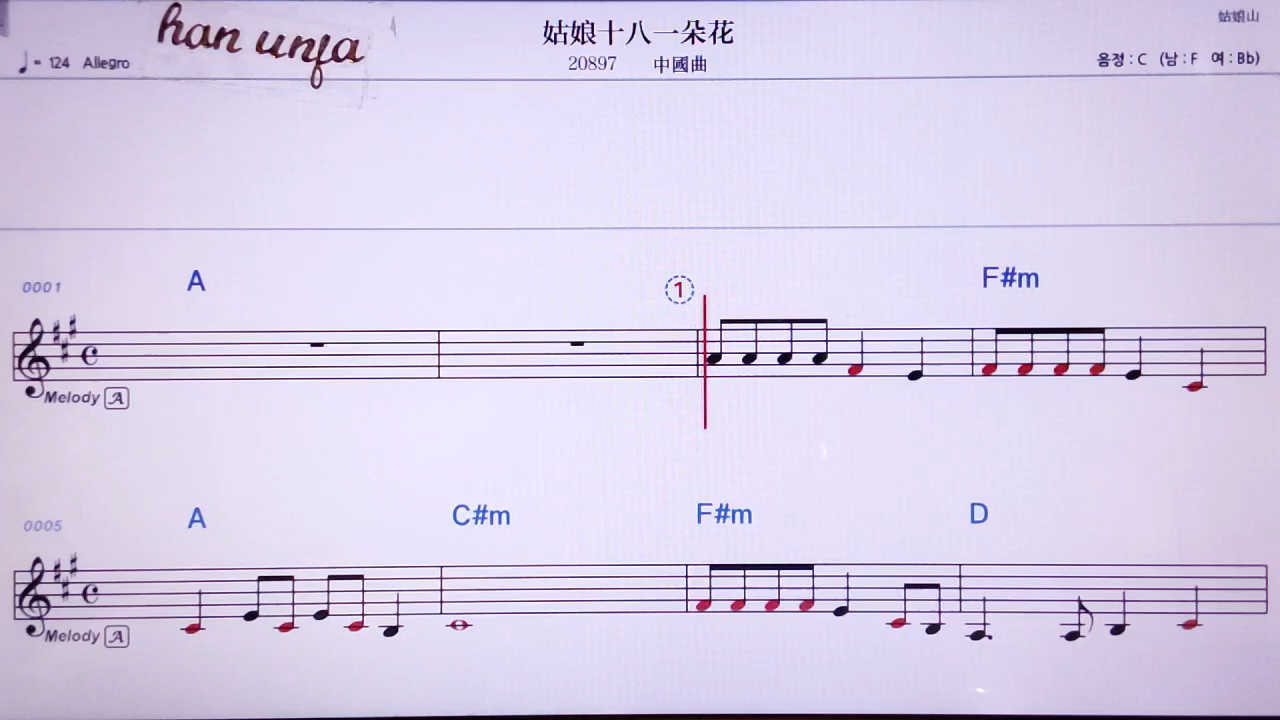 han unfa
姑娘十八一朵花
姑娘山
♩= 124 Allegro
20897 中國曲
음정 : C (남 : F 여 : Bb)
0001
A
1
F#m
Melody A
0005
A
C#m
F#m
D
Melody A